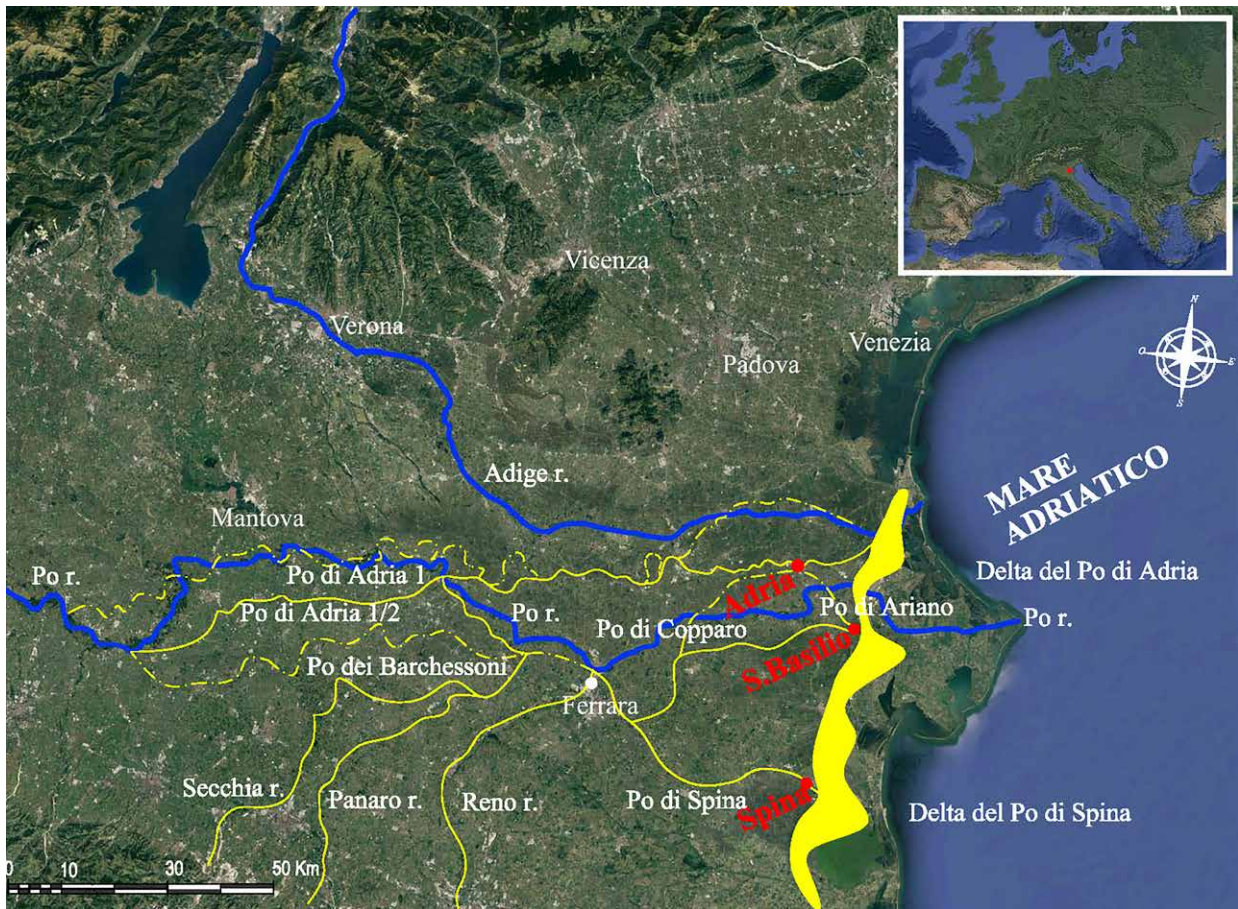 Vicenza
Verona
Venezia
Padova
N
O
E
S
MARE
ADRIATICO
Adige r.
Mantova
Po r.
Po di Adria 1
Po di Adria 1/2
Po r.
Adria
Delta del Po di Adria
Po di Ariano
Po r.
Po di Copparo
S.Basilio
Po dei Barchessoni
Ferrara
Secchia r.
Panaro r.
Reno r.
Po di Spina
Spina
Delta del Po di Spina
0 10 30 50 Km